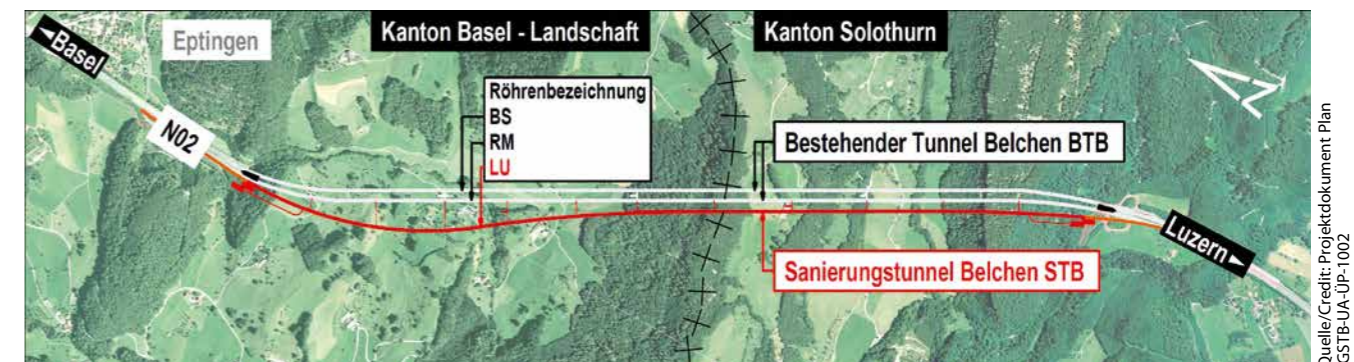 ◄Basel
Eptingen
Kanton Basel - Landschaft
Kanton Solothurn
N02
Röhrenbezeichnung
BS
RM
LU
Bestehender Tunnel Belchen BTB
Sanierungstunnel Belchen STB
Luzern►
Quelle/Credit: Projektdokument Plan
GSTB-UA-ÜP-1002